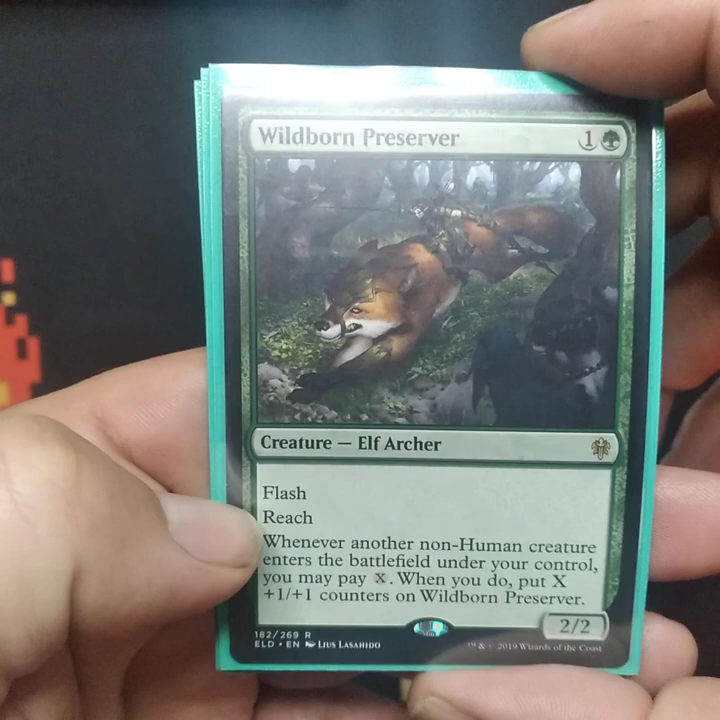 Wildborn Preserver 1
Creature — Elf Archer
Flash
Reach
Whenever another non-Human creature
enters the battlefield under your control,
you may pay X. When you do, put X
+1/+1 counters on Wildborn Preserver.
2/2
182/269 R
ELD • EN Lius Lasahido
™ & © 2019 Wizards of the Coast